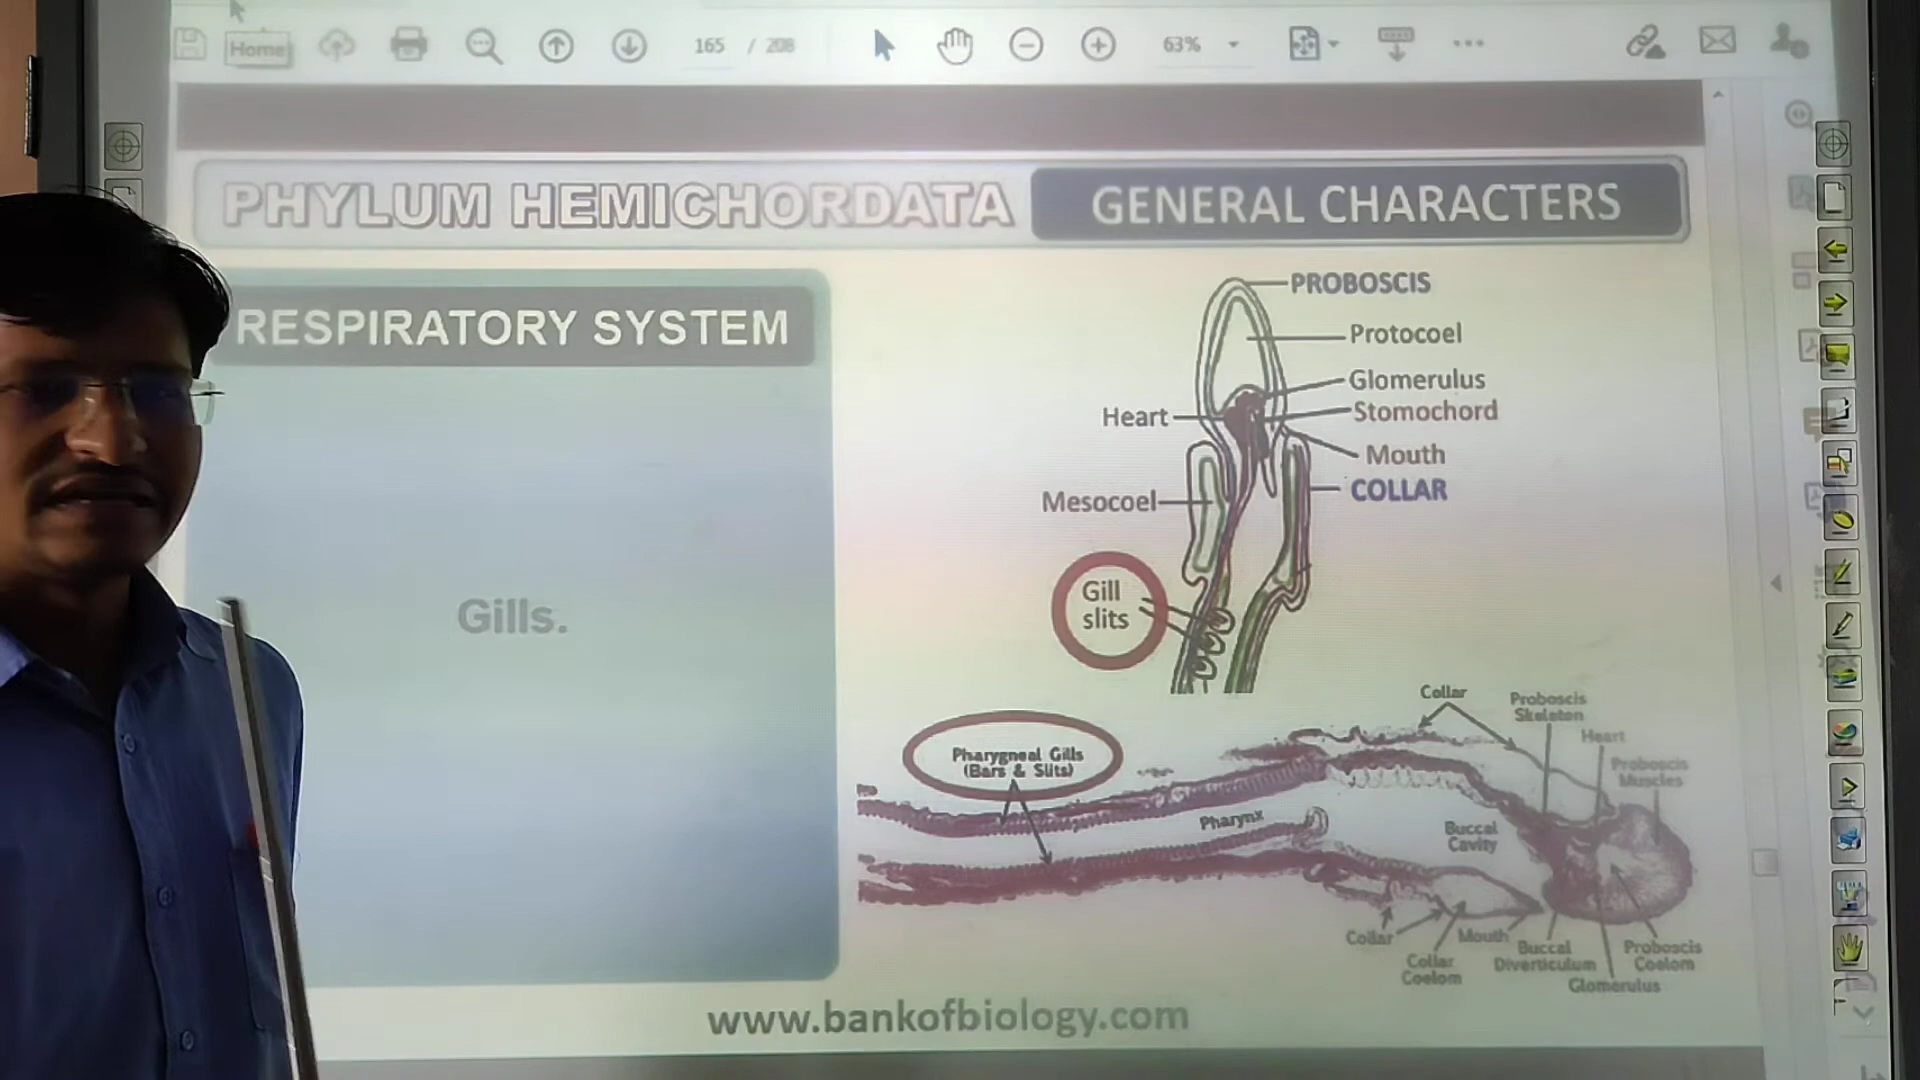 Home
165 / 208
63%
PHYLUM HEMICHORDATA
GENERAL CHARACTERS
RESPIRATORY SYSTEM
Gills.
PROBOSCIS
Protocoel
Glomerulus
Heart
Stomochord
Mouth
COLLAR
Mesocoel
Gill
slits
Collar
Proboscis
Skeleton
Heart
Proboscis
Muscles
Pharygneal Gills
(Bars & Slits)
Pharynx
Buccal
Cavity
Collar
Mouth
Collar
Coelom
Buccal
Diverticulum
Proboscis
Coelom
Glomerulus
www.bankofbiology.com